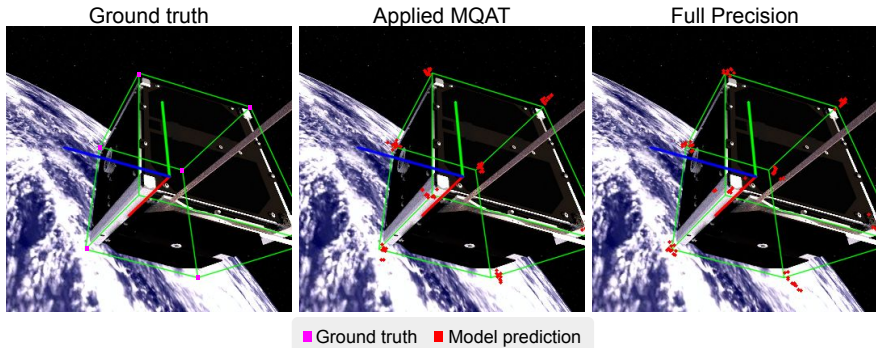 Ground truth
Applied MQAT
Full Precision
Ground truth
Model prediction